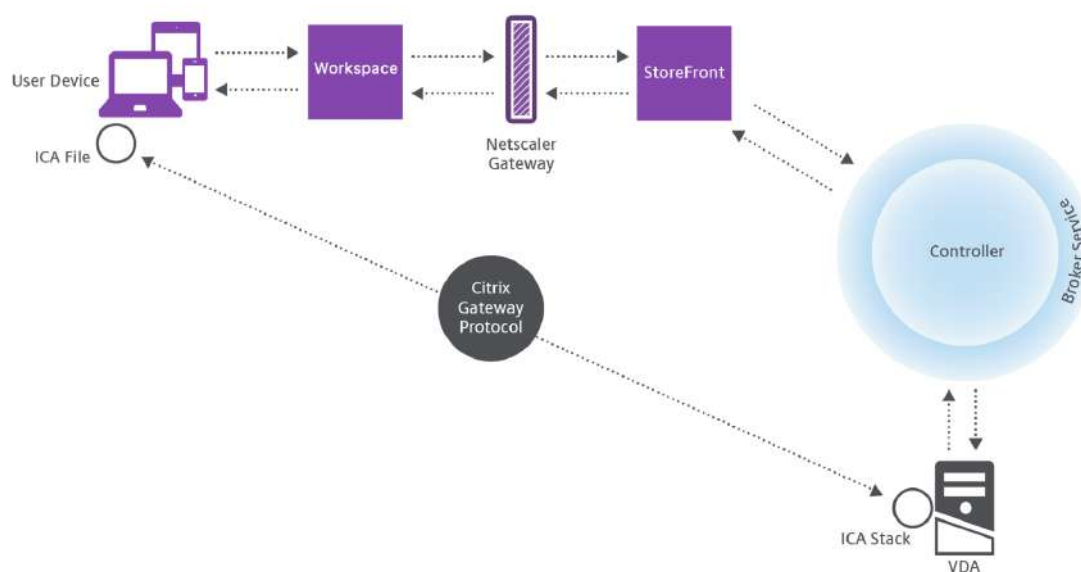 User Device
Workspace
StoreFront
Netscaler
Gateway
ICA File
Controller
Broker Service
Citrix
Gateway
Protocol
ICA Stack
VDA